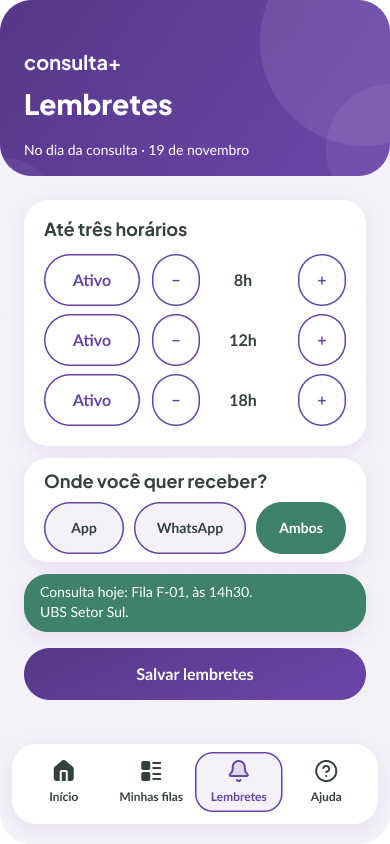 consulta+
Lembretes
No dia da consulta · 19 de novembro
Até três horários
Ativo – 8h +
Ativo – 12h +
Ativo – 18h +
Onde você quer receber?
App WhatsApp Ambos
Consulta hoje: Fila F-01, às 14h30.
UBS Setor Sul.
Salvar lembretes
Início Minhas filas Lembretes Ajuda